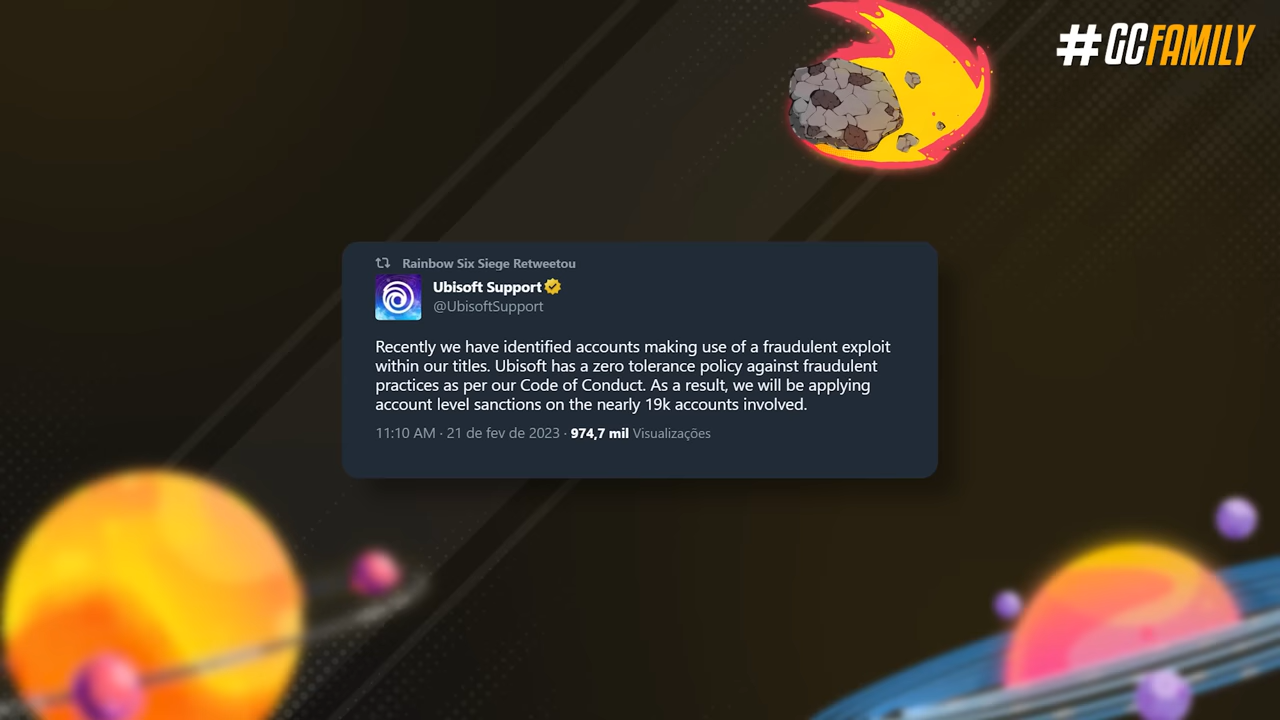 #GCFAMILY
Rainbow Six Siege Retweetou
Ubisoft Support
@UbisoftSupport
Recently we have identified accounts making use of a fraudulent exploit
within our titles. Ubisoft has a zero tolerance policy against fraudulent
practices as per our Code of Conduct. As a result, we will be applying
account level sanctions on the nearly 19k accounts involved.
11:10 AM · 21 de fev de 2023 · 974,7 mil Visualizações